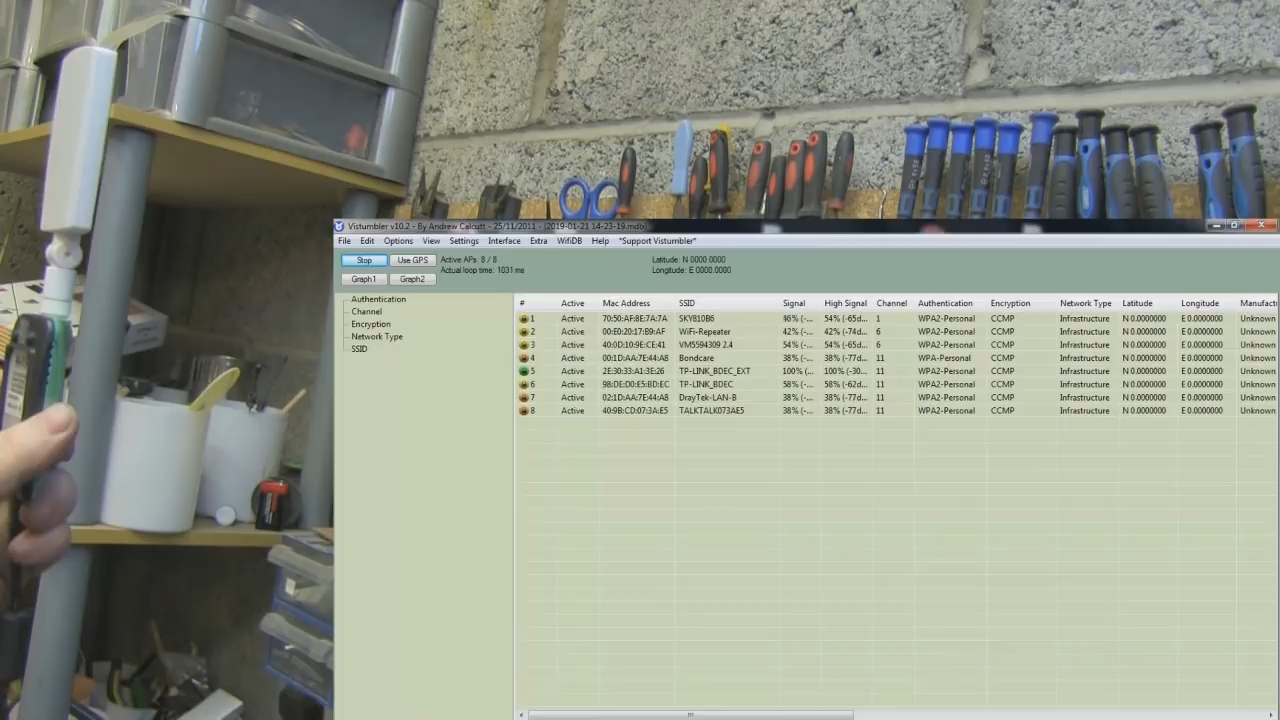 Vistumbler v10.2 - By Andrew Calcutt - 25/11/2011 - (2019-01-21 14-23-19.mdb)
File Edit Options View Settings Interface Extra WifiDB Help *Support Vistumbler*
Stop Use GPS Active APs: 8 / 8 Latitude: N 0000.0000
Actual loop time: 1031 ms Longitude: E 0000.0000
Graph1 Graph2
Authentication
Channel
Encryption
Network Type
SSID
# Active Mac Address SSID Signal High Signal Channel Authentication Encryption Network Type Latitude Longitude Manufact
1 Active 70:50:AF:8E:7A:7A SKY810B6 46% (-... 54% (-65d... 1 WPA2-Personal CCMP Infrastructure N 0.0000000 E 0.0000000 Unknown
2 Active 00:E0:20:17:B9:AF WiFi-Repeater 42% (-... 42% (-74d... 6 WPA2-Personal CCMP Infrastructure N 0.0000000 E 0.0000000 Unknown
3 Active 40:0D:10:9E:CE:41 VM5594309 2.4 54% (-... 54% (-65d... 6 WPA2-Personal CCMP Infrastructure N 0.0000000 E 0.0000000 Unknown
4 Active 00:1D:AA:7E:44:A8 Bondcare 38% (-... 38% (-77d... 11 WPA-Personal CCMP Infrastructure N 0.0000000 E 0.0000000 Unknown
5 Active 2E:30:33:A1:3E:26 TP-LINK_BDEC_EXT 100% (... 100% (-30... 11 WPA2-Personal CCMP Infrastructure N 0.0000000 E 0.0000000 Unknown
6 Active 98:DE:D0:E5:BD:EC TP-LINK_BDEC 58% (-... 58% (-62d... 11 WPA2-Personal CCMP Infrastructure N 0.0000000 E 0.0000000 Unknown
7 Active 02:1D:AA:7E:44:A8 DrayTek-LAN-B 38% (-... 38% (-77d... 11 WPA2-Personal CCMP Infrastructure N 0.0000000 E 0.0000000 Unknown
8 Active 40:9B:CD:07:3A:E5 TALKTALK073AE5 38% (-... 38% (-77d... 11 WPA2-Personal CCMP Infrastructure N 0.0000000 E 0.0000000 Unknown